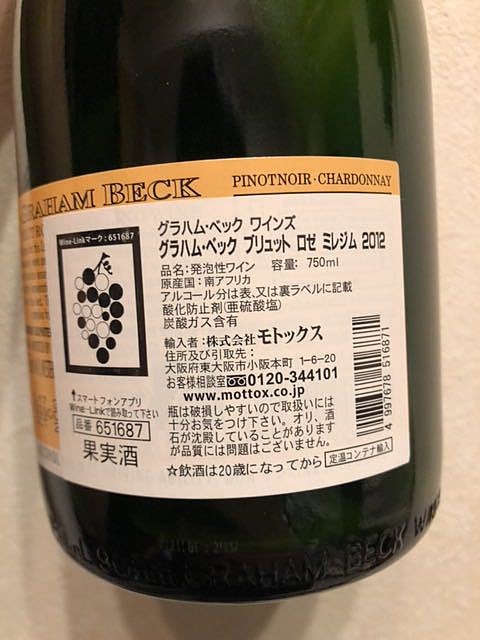 GRAHAM BECK
PINOT NOIR · CHARDONNAY
Wine-Linkマーク:651687
グラハム・ベック ワインズ
グラハム・ベック ブリュット ロゼ ミレジム 2012
品名:発泡性ワイン 容量: 750ml
原産国:南アフリカ
アルコール分は表、又は裏ラベルに記載
酸化防止剤(亜硫酸塩)
炭酸ガス含有
輸入者:株式会社モトックス
住所及び引取先:
大阪府東大阪市小阪本町 1-6-20
お客様相談室 0120-344101
www.mottox.co.jp
瓶は破損しやすいので取扱いには
十分お気をつけ下さい。オリ、酒
石が沈殿していることがあります
が品質には問題はございません。
☆飲酒は20歳になってから
定温コンテナ輸入
↑スマートフォンアプリ
Wine-Linkで読み取って下さい
品番 651687
果実酒
4 997678 516871
GRAHAM BECK